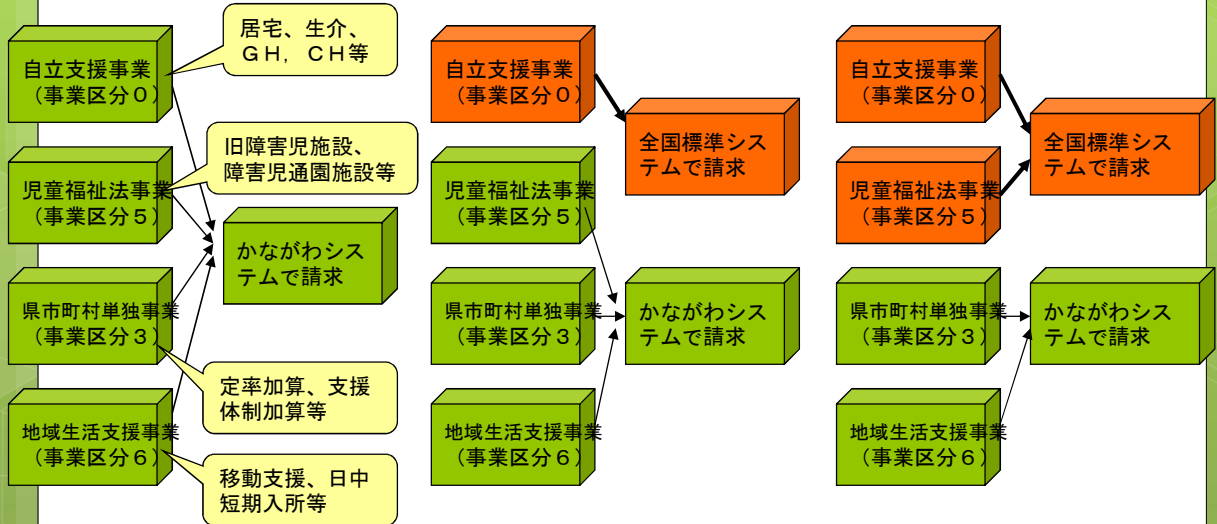 居宅、生介、
ＧＨ，ＣＨ等
自立支援事業
（事業区分０）
旧障害児施設、
障害児通園施設等
児童福祉法事業
（事業区分５）
かながわシス
テムで請求
県市町村単独事業
（事業区分３）
定率加算、支援
体制加算等
地域生活支援事業
（事業区分６）
移動支援、日中
短期入所等
自立支援事業
（事業区分０）
全国標準シス
テムで請求
児童福祉法事業
（事業区分５）
県市町村単独事業
（事業区分３）
かながわシス
テムで請求
地域生活支援事業
（事業区分６）
自立支援事業
（事業区分０）
全国標準シス
テムで請求
児童福祉法事業
（事業区分５）
県市町村単独事業
（事業区分３）
かながわシス
テムで請求
地域生活支援事業
（事業区分６）